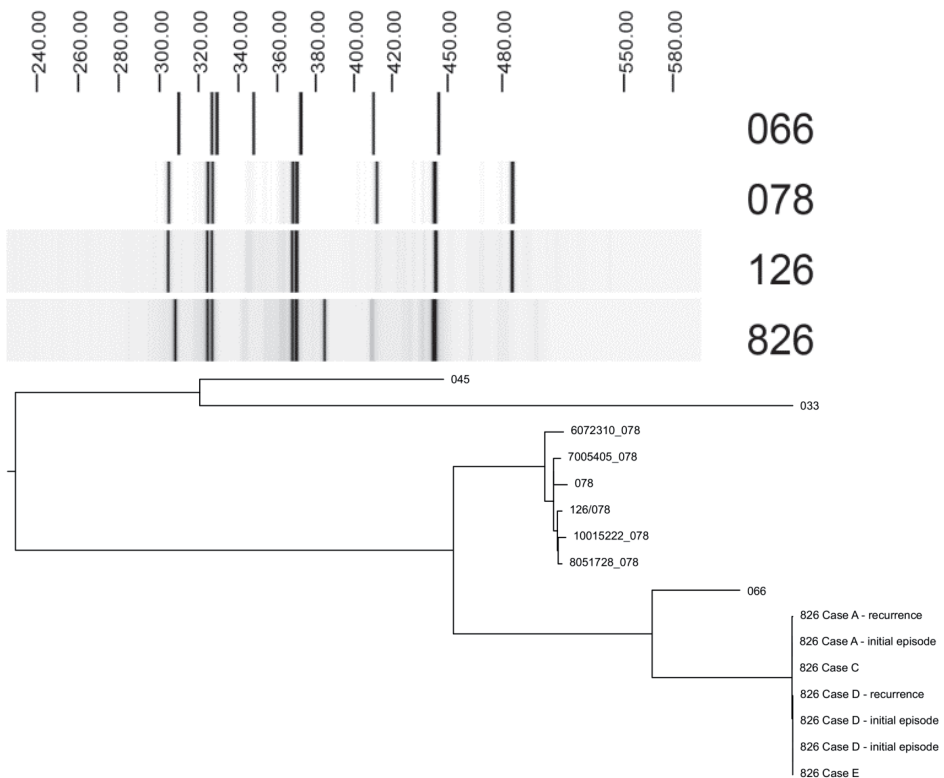 240.00 260.00 280.00 300.00 320.00 340.00 360.00 380.00 400.00 420.00 450.00 480.00 550.00 580.00
066
078
126
826
045
033
6072310_078
7005405_078
078
126/078
10015222_078
8051728_078
066
826 Case A - recurrence
826 Case A - initial episode
826 Case C
826 Case D - recurrence
826 Case D - initial episode
826 Case D - initial episode
826 Case E